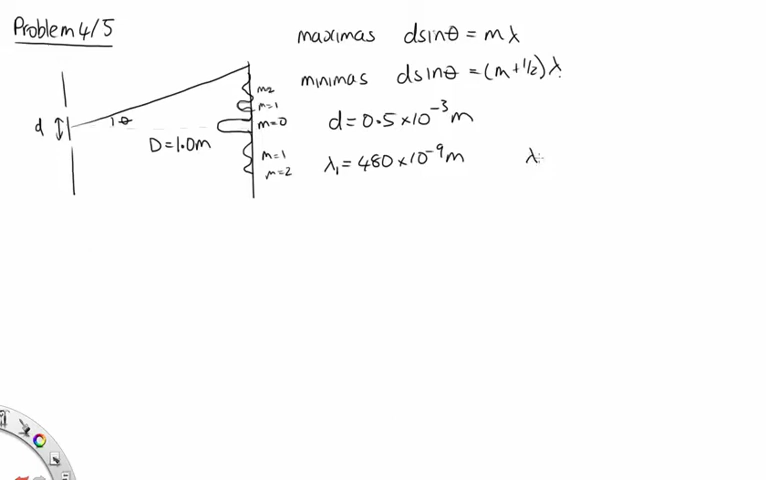 Problem 4/5
maximas dsinθ = mλ
minimas dsinθ = (m+1/2)λ
m2
m=1
d
θ
m=0
d = 0.5 × 10⁻³ m
D = 1.0m
m=1
m=2
λ₁ = 480 × 10⁻⁹ m λ